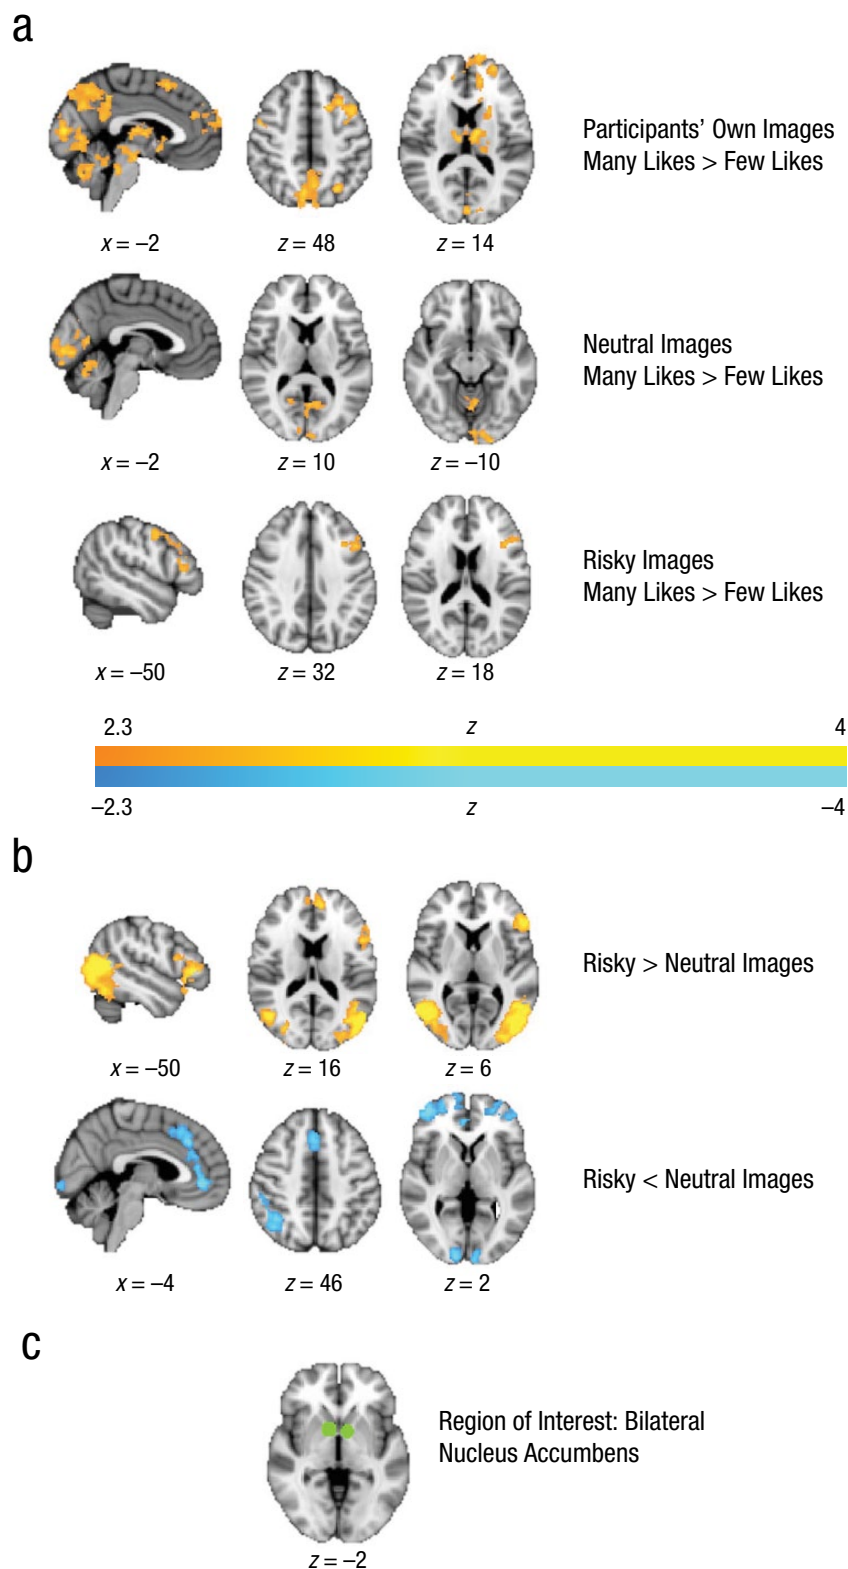 a
Participants' Own Images
Many Likes > Few Likes
x = –2
z = 48
z = 14
Neutral Images
Many Likes > Few Likes
x = –2
z = 10
z = –10
Risky Images
Many Likes > Few Likes
x = –50
z = 32
z = 18
2.3
z
4
–2.3
z
–4
b
Risky > Neutral Images
x = –50
z = 16
z = 6
Risky < Neutral Images
x = –4
z = 46
z = 2
c
Region of Interest: Bilateral
Nucleus Accumbens
z = –2